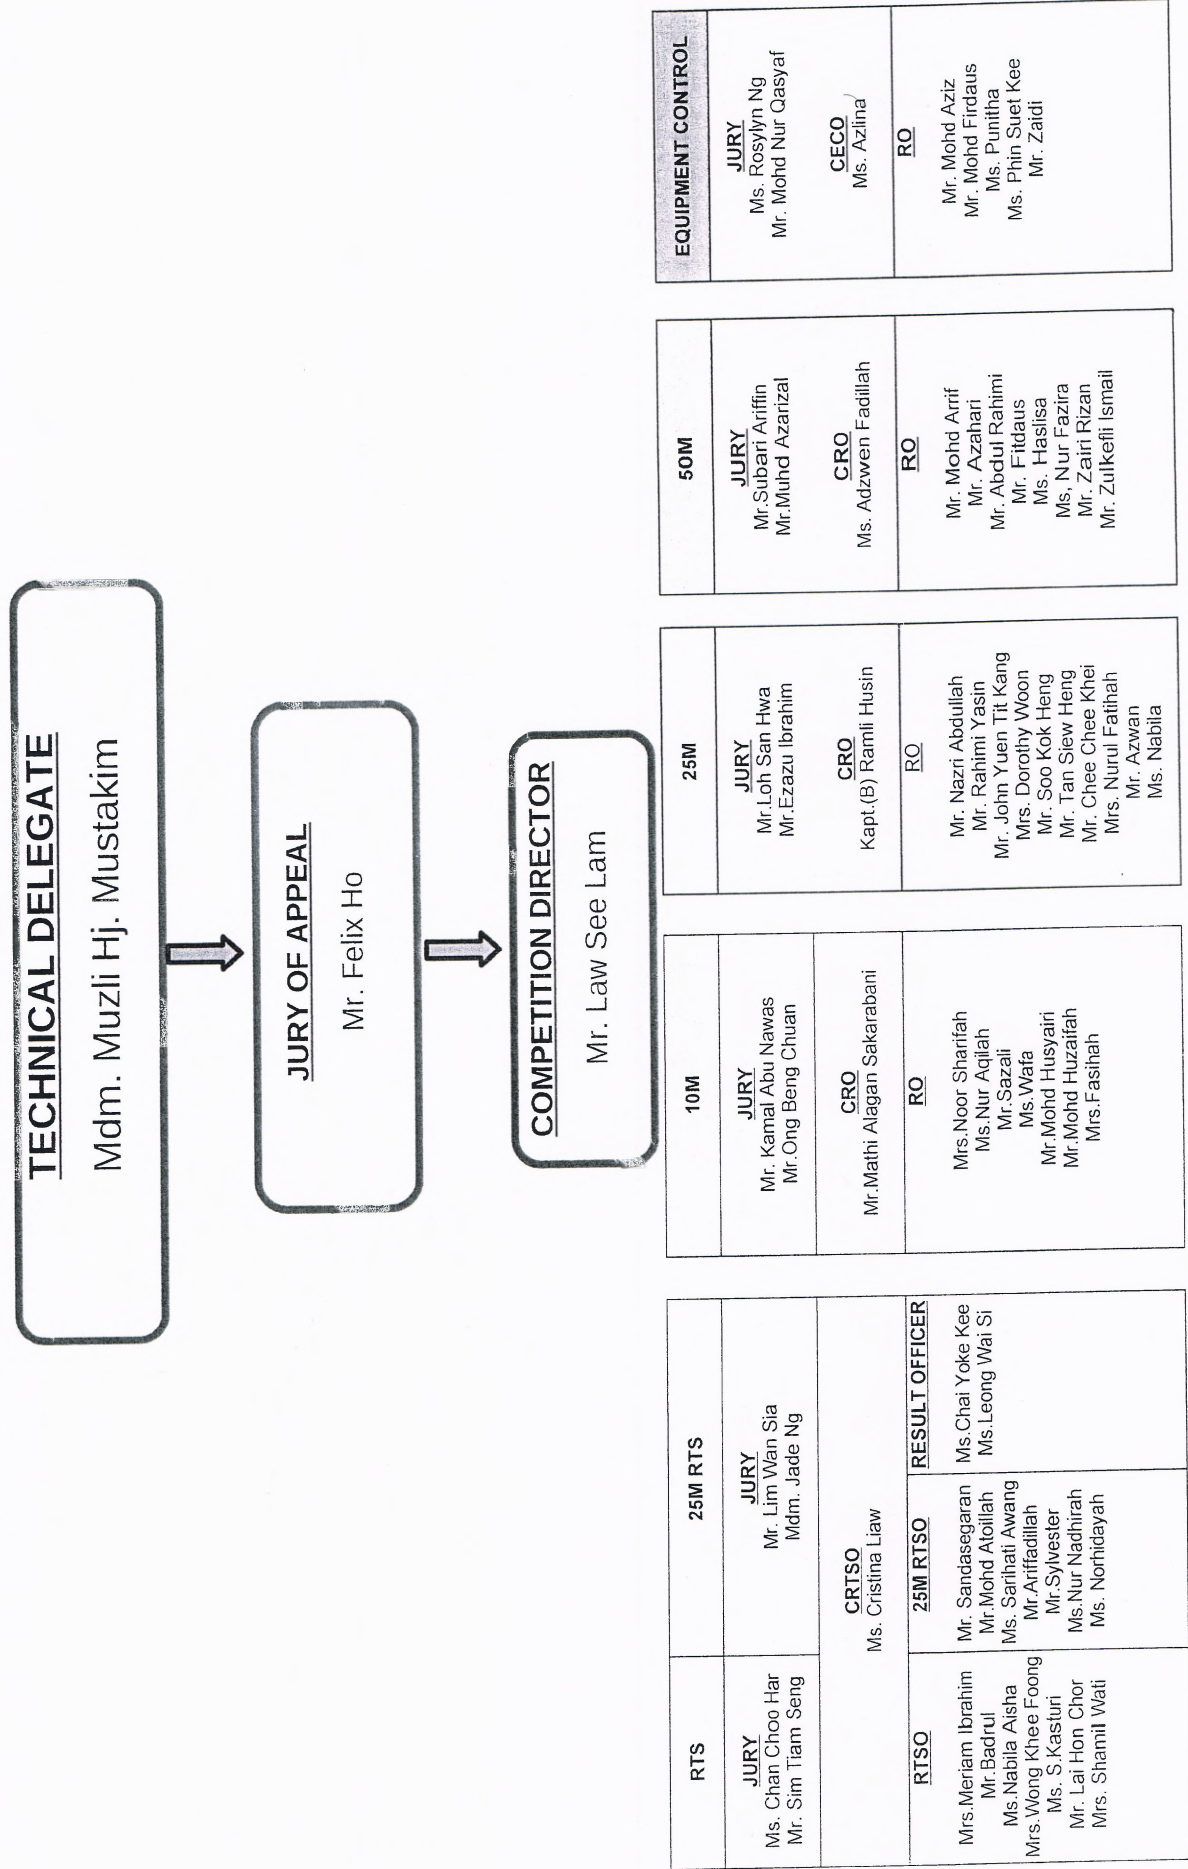 TECHNICAL DELEGATE
Mdm. Muzli Hj. Mustakim
JURY OF APPEAL
Mr. Felix Ho
COMPETITION DIRECTOR
Mr. Law See Lam
RTS
JURY
Ms. Chan Choo Har
Mr. Sim Tiam Seng
25M RTS
JURY
Mr. Lim Wan Sia
Mdm. Jade Ng
CRTSO
Ms. Cristina Liaw
RTSO
Mrs.Meriam Ibrahim
Mr.Badrul
Ms.Nabila Aisha
Mrs.Wong Khee Foong
Ms. S.Kasturi
Mr. Lai Hon Chor
Mrs. Shamil Wati
25M RTSO
Mr. Sandasegaran
Mr.Mohd Atoillah
Ms. Sarihati Awang
Mr.Ariffadillah
Mr.Sylvester
Ms.Nur Nadhirah
Ms. Norhidayah
RESULT OFFICER
Ms.Chai Yoke Kee
Ms.Leong Wai Si
10M
JURY
Mr. Kamal Abu Nawas
Mr.Ong Beng Chuan
CRO
Mr.Mathi Alagan Sakarabani
RO
Mrs.Noor Sharifah
Ms.Nur Aqilah
Mr.Sazali
Ms.Wafa
Mr.Mohd Husyairi
Mr.Mohd Huzaifah
Mrs.Fasihah
25M
JURY
Mr.Loh San Hwa
Mr.Ezazu Ibrahim
CRO
Kapt.(B) Ramli Husin
RO
Mr. Nazri Abdullah
Mr. Rahimi Yasin
Mr. John Yuen Tit Kang
Mrs. Dorothy Woon
Mr. Soo Kok Heng
Mr. Tan Siew Heng
Mr. Chee Chee Khei
Mrs. Nurul Fatihah
Mr. Azwan
Ms. Nabila
50M
JURY
Mr.Subari Ariffin
Mr.Muhd Azarizal
CRO
Ms. Adzwen Fadillah
RO
Mr. Mohd Arrif
Mr. Azahari
Mr. Abdul Rahimi
Mr. Fitdaus
Ms. Haslisa
Ms, Nur Fazira
Mr. Zairi Rizan
Mr. Zulkefli Ismail
EQUIPMENT CONTROL
JURY
Ms. Rosylyn Ng
Mr. Mohd Nur Qasyaf
CECO
Ms. Azlina
RO
Mr. Mohd Aziz
Mr. Mohd Firdaus
Ms. Punitha
Ms. Phin Suet Kee
Mr. Zaidi